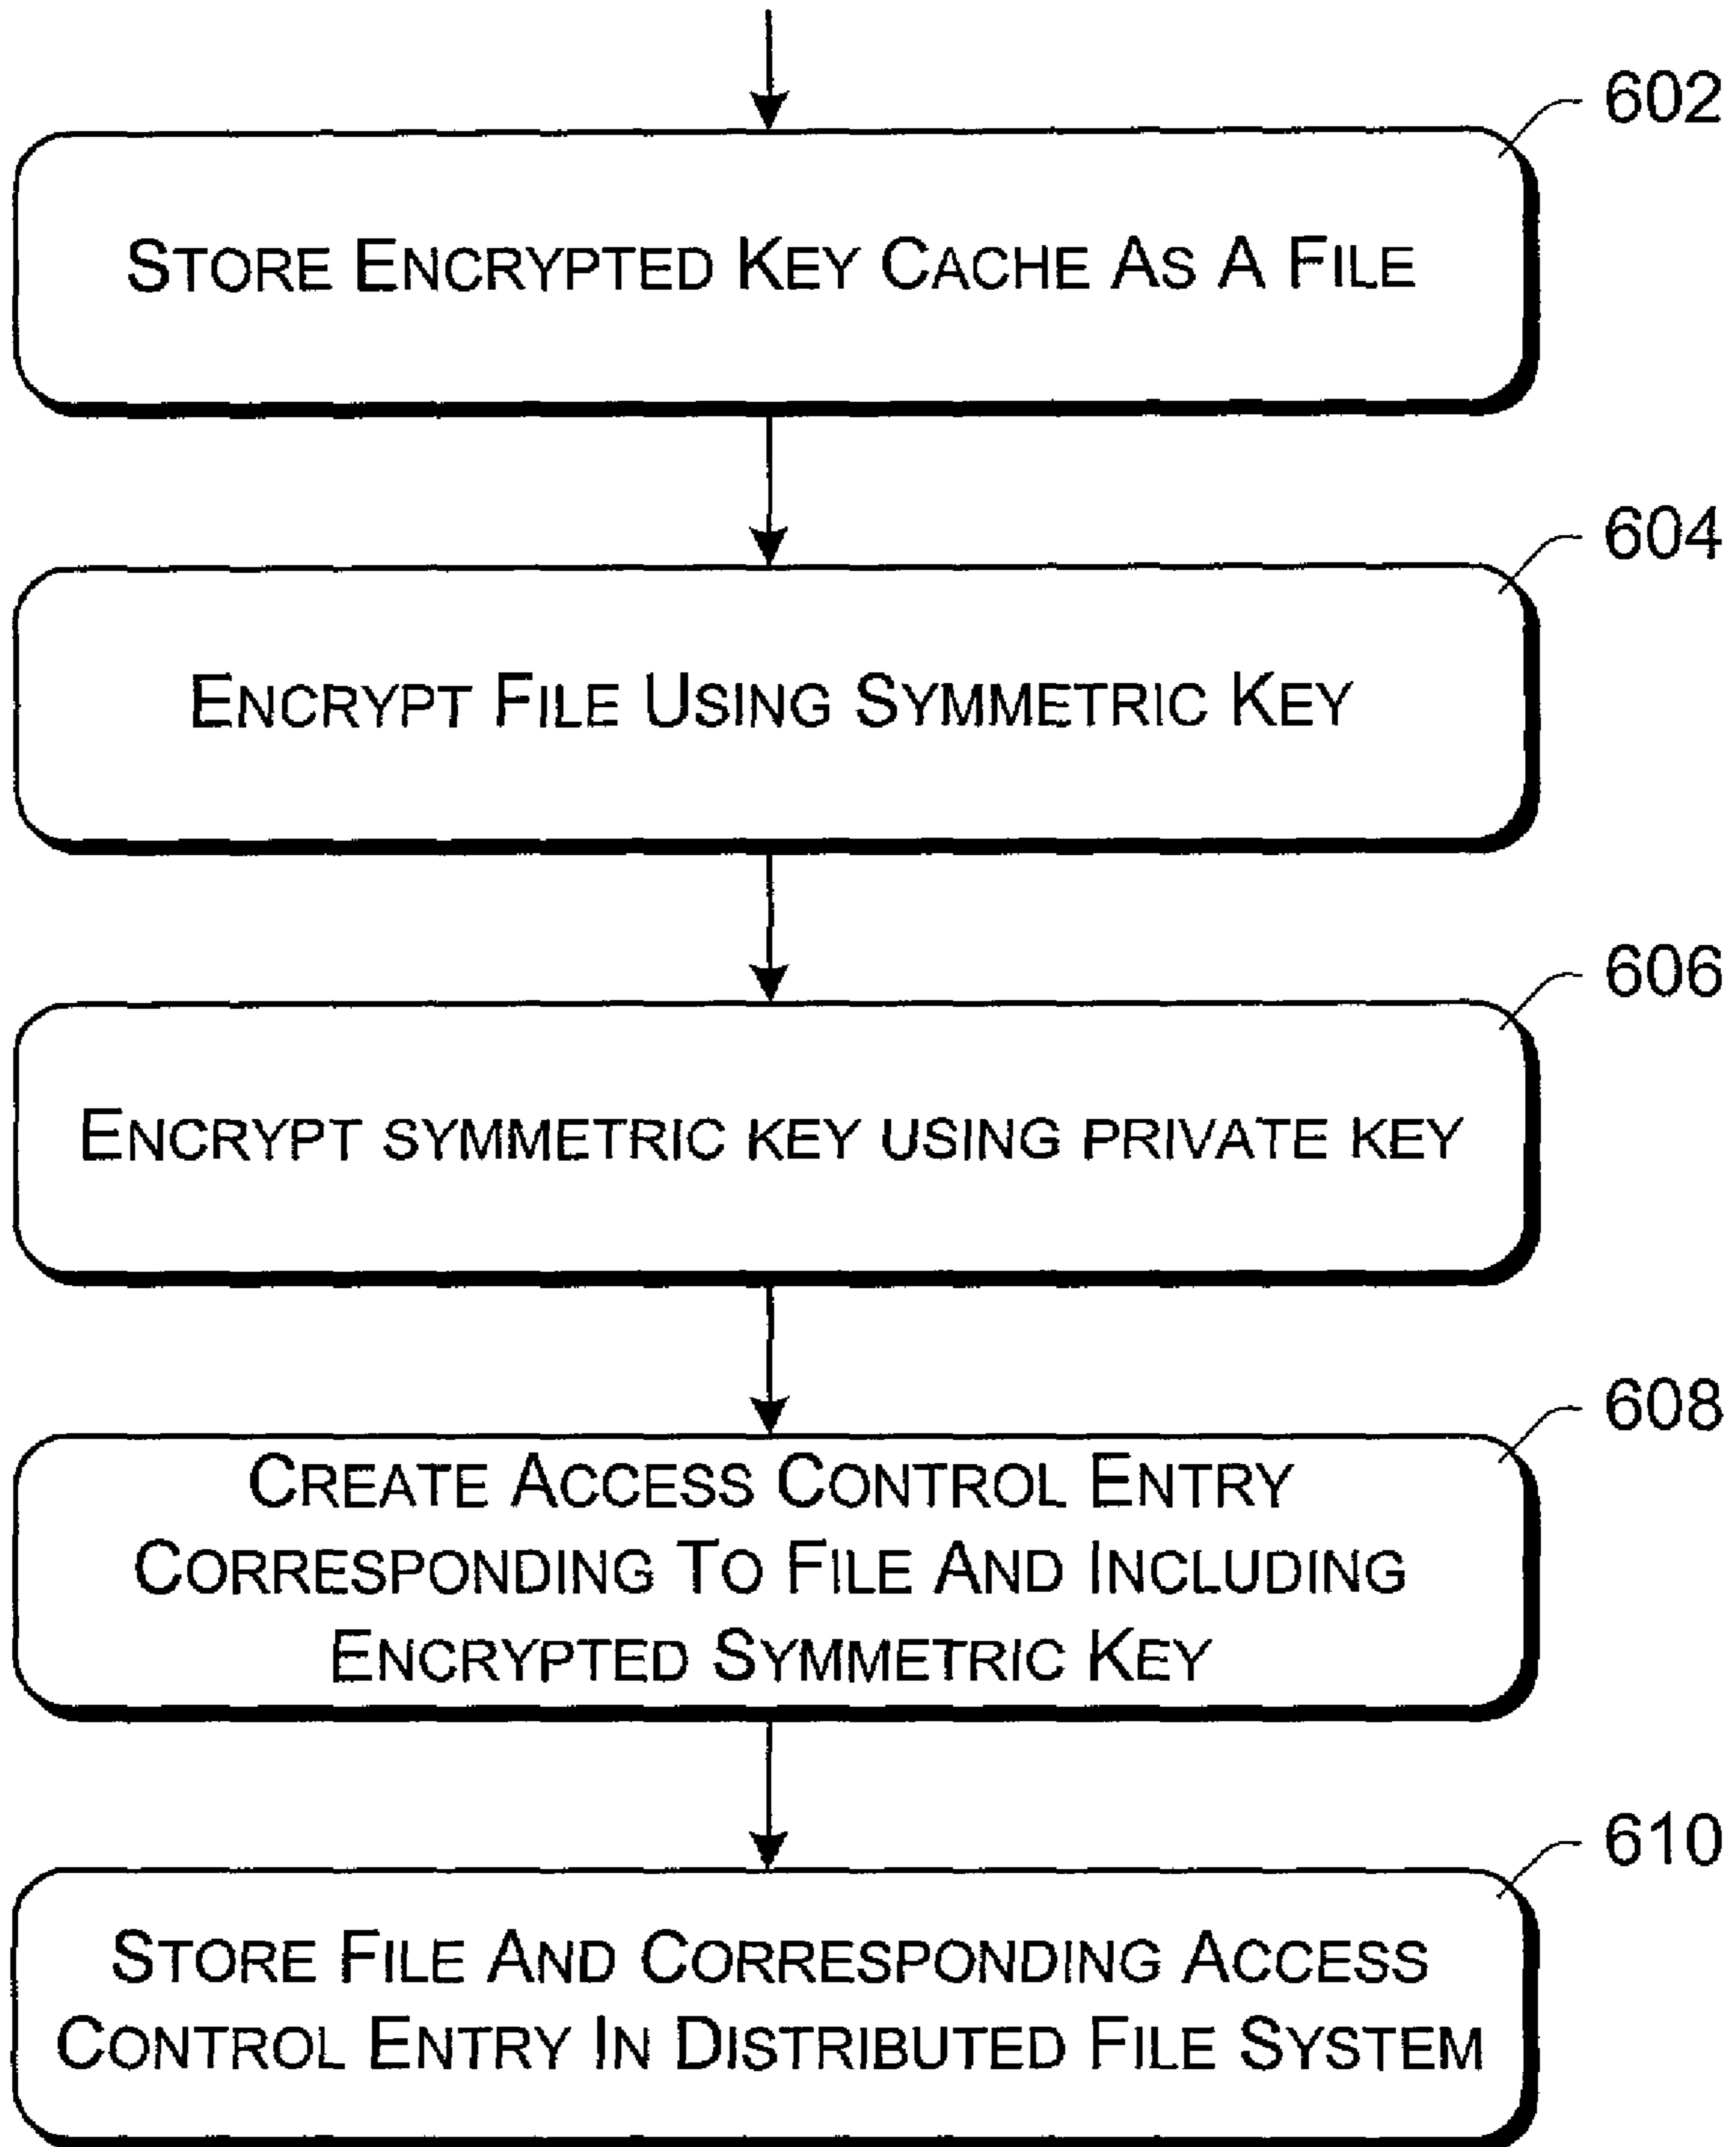 602
STORE ENCRYPTED KEY CACHE AS A FILE
604
ENCRYPT FILE USING SYMMETRIC KEY
606
ENCRYPT SYMMETRIC KEY USING PRIVATE KEY
608
CREATE ACCESS CONTROL ENTRY
CORRESPONDING TO FILE AND INCLUDING
ENCRYPTED SYMMETRIC KEY
610
STORE FILE AND CORRESPONDING ACCESS
CONTROL ENTRY IN DISTRIBUTED FILE SYSTEM